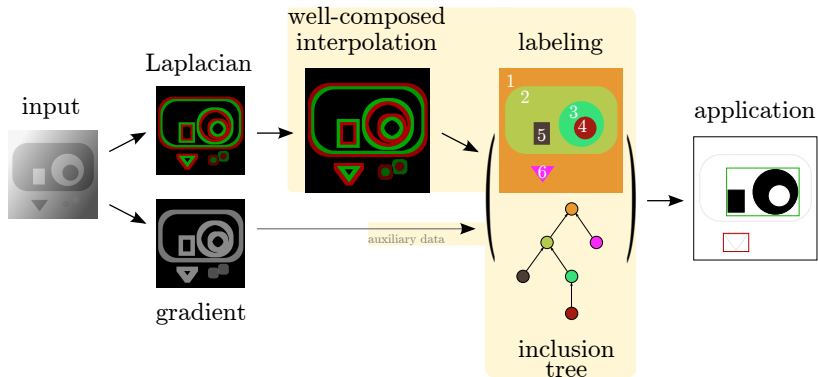 well-composed
interpolation
labeling
Laplacian
input
application
1
2
3
4
5
6
auxiliary data
gradient
inclusion
tree